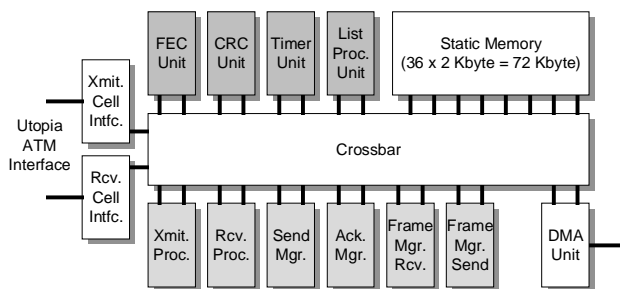 FEC
Unit
CRC
Unit
Timer
Unit
List
Proc.
Unit
Static Memory
(36 x 2 Kbyte = 72 Kbyte)
Xmit.
Cell
Intfc.
Utopia
ATM
Interface
Rcv.
Cell
Intfc.
Crossbar
Xmit.
Proc.
Rcv.
Proc.
Send
Mgr.
Ack.
Mgr.
Frame
Mgr.
Rcv.
Frame
Mgr.
Send
DMA
Unit